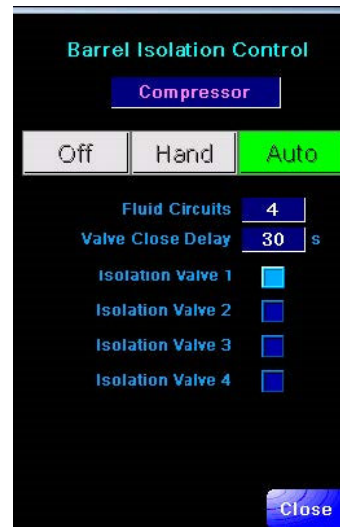 Barrel Isolation Control
Compressor
Off Hand Auto
Fluid Circuits 4
Valve Close Delay 30 s
Isolation Valve 1
Isolation Valve 2
Isolation Valve 3
Isolation Valve 4
Close